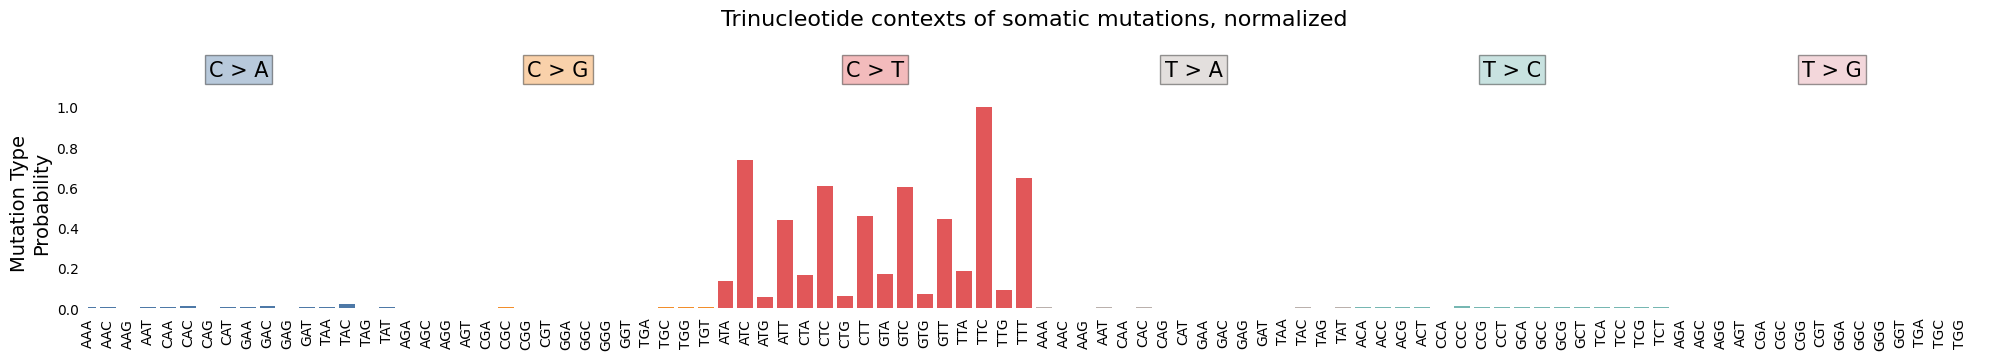 Trinucleotide contexts of somatic mutations, normalized
C > A
C > G
C > T
T > A
T > C
T > G
Mutation Type
Probability
1.0
0.8
0.6
0.4
0.2
0.0
AAA
AAC
AAG
AAT
CAA
CAC
CAG
CAT
GAA
GAC
GAG
GAT
TAA
TAC
TAG
TAT
AGA
AGC
AGG
AGT
CGA
CGC
CGG
CGT
GGA
GGC
GGG
GGT
TGA
TGC
TGG
TGT
ATA
ATC
ATG
ATT
CTA
CTC
CTG
CTT
GTA
GTC
GTG
GTT
TTA
TTC
TTG
TTT
AAA
AAC
AAG
AAT
CAA
CAC
CAG
CAT
GAA
GAC
GAG
GAT
TAA
TAC
TAG
TAT
ACA
ACC
ACG
ACT
CCA
CCC
CCG
CCT
GCA
GCC
GCG
GCT
TCA
TCC
TCG
TCT
AGA
AGC
AGG
AGT
CGA
CGC
CGG
CGT
GGA
GGC
GGG
GGT
TGA
TGC
TGG